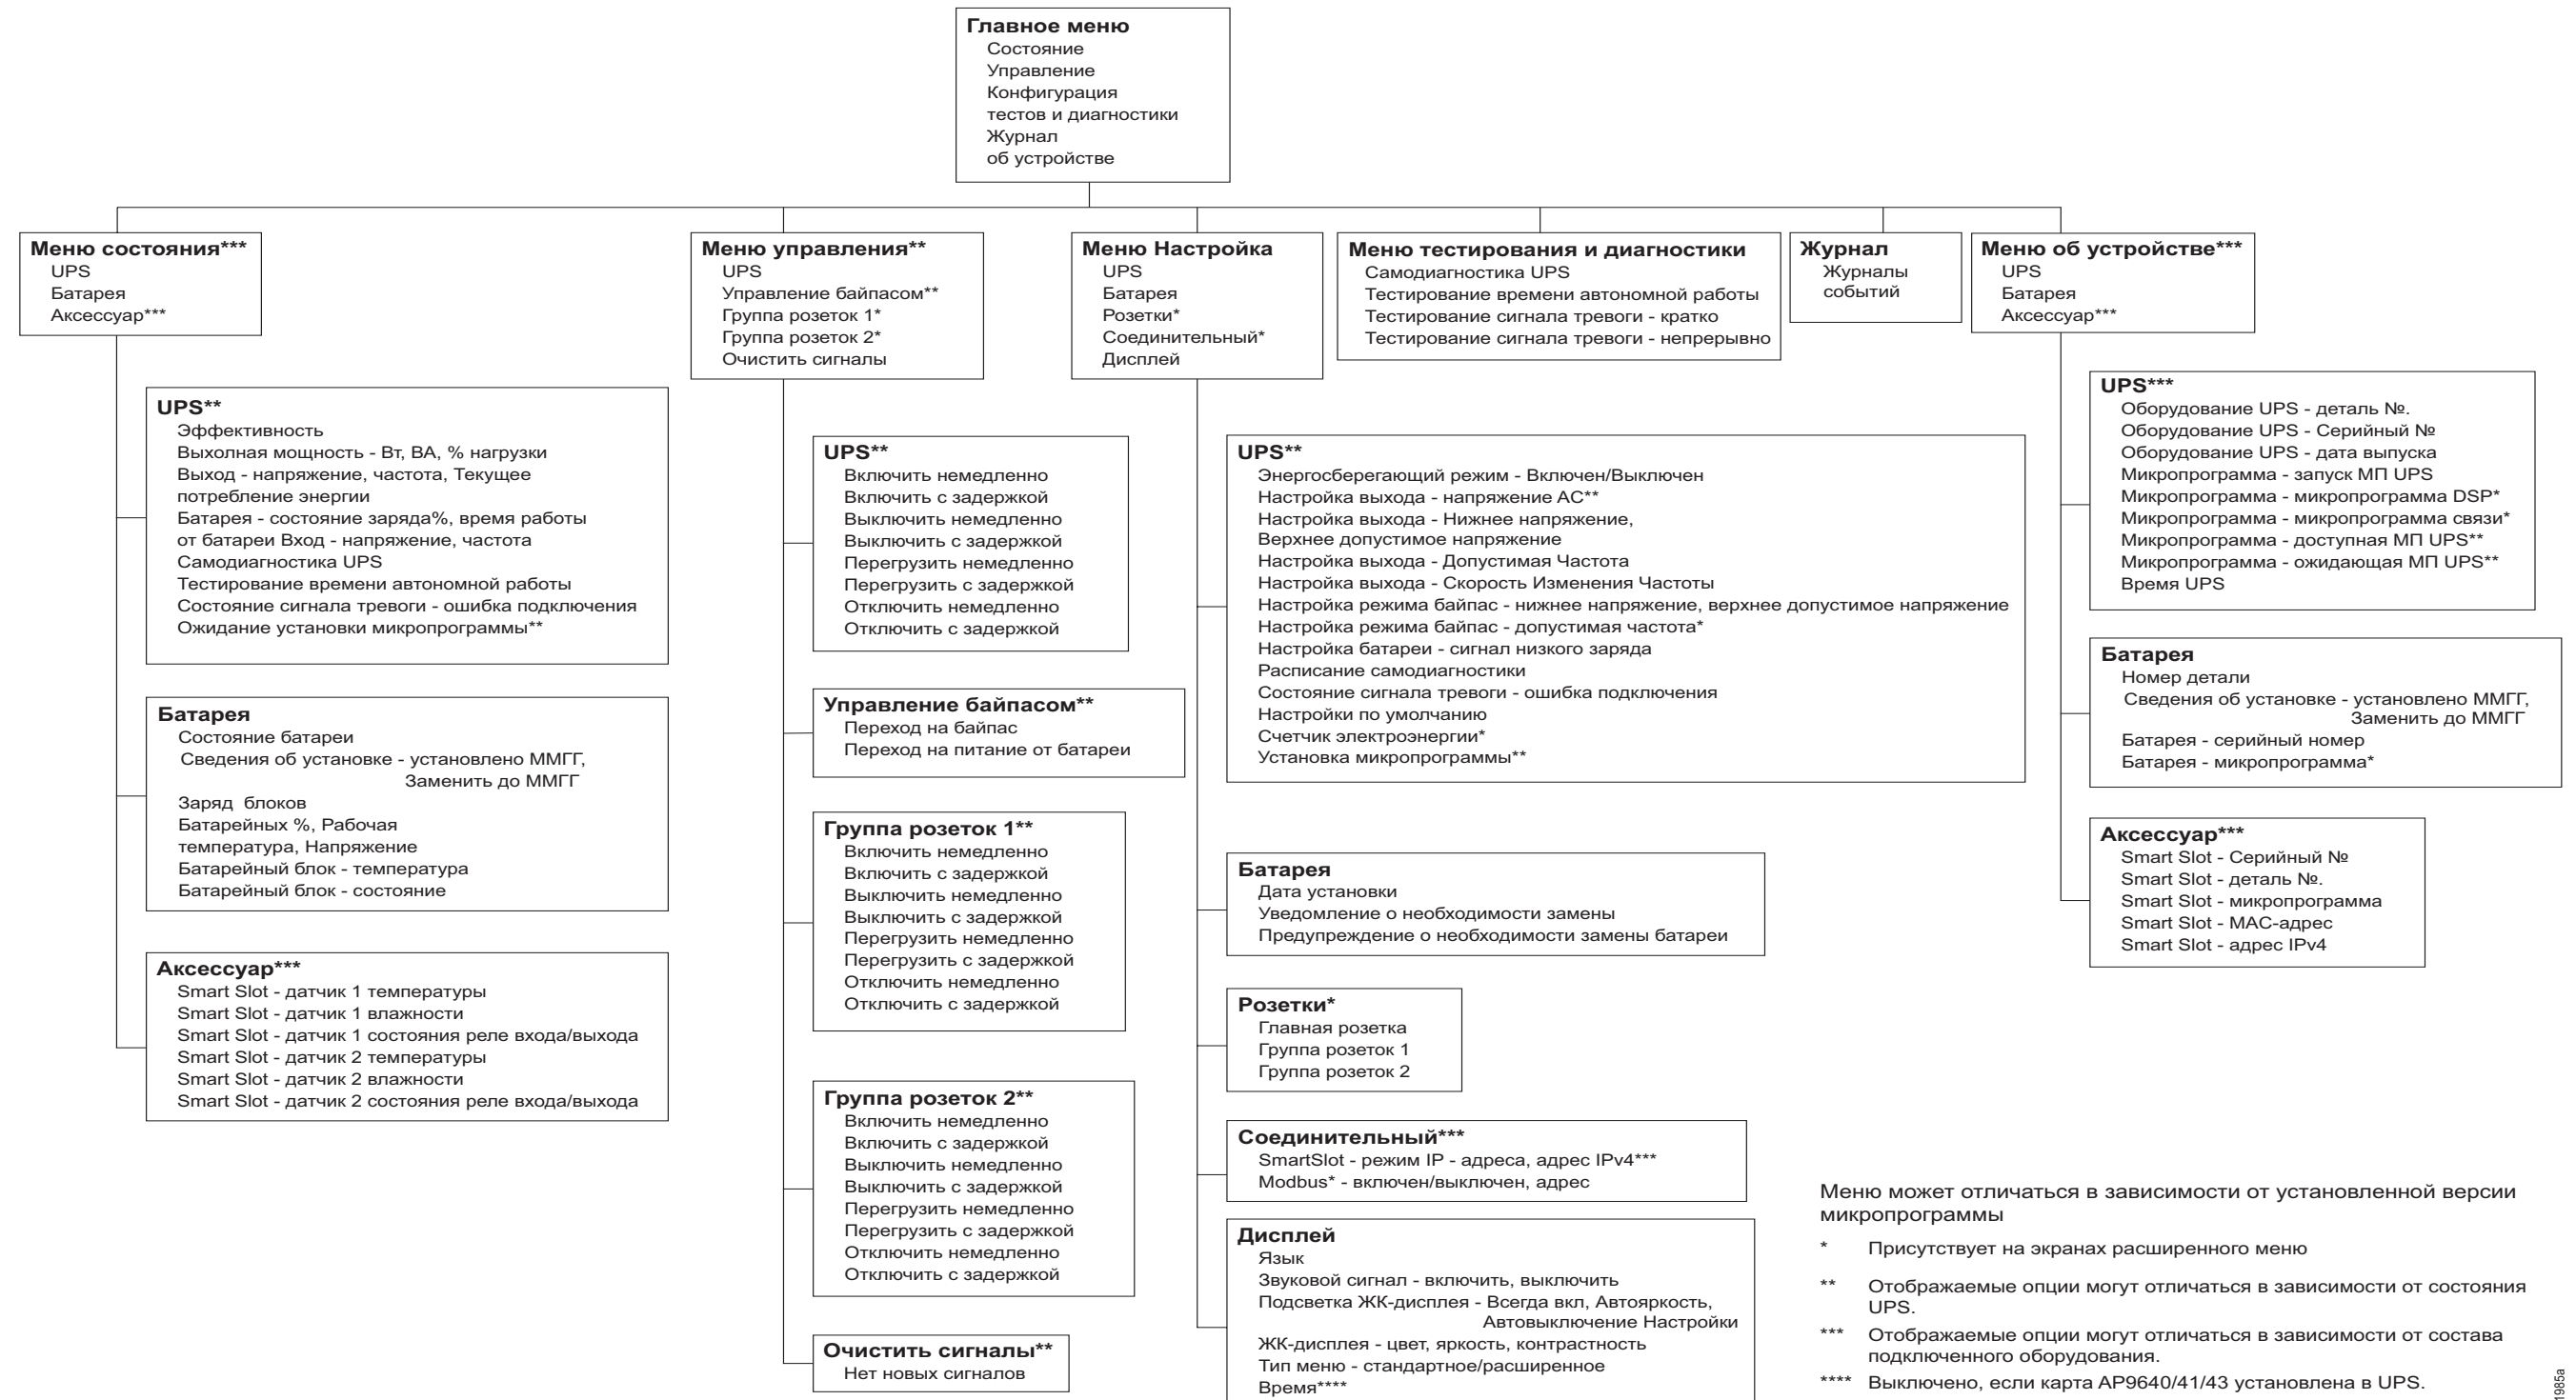 Главное меню
Состояние
Управление
Конфигурация
тестов и диагностики
Журнал
об устройстве
Меню состояния***
UPS
Батарея
Аксессуар***
UPS**
Эффективность
Выхолная мощность - Вт, ВА, % нагрузки
Выход - напряжение, частота, Текущее
потребление энергии
Батарея - состояние заряда%, время работы
от батареи Вход - напряжение, частота
Самодиагностика UPS
Тестирование времени автономной работы
Состояние сигнала тревоги - ошибка подключения
Ожидание установки микропрограммы**
Батарея
Состояние батареи
Сведения об установке - установлено ММГГ,
Заменить до ММГГ
Заряд блоков
Батарейных %, Рабочая
температура, Напряжение
Батарейный блок - температура
Батарейный блок - состояние
Аксессуар***
Smart Slot - датчик 1 температуры
Smart Slot - датчик 1 влажности
Smart Slot - датчик 1 состояния реле входа/выхода
Smart Slot - датчик 2 температуры
Smart Slot - датчик 2 влажности
Smart Slot - датчик 2 состояния реле входа/выхода
Меню управления**
UPS
Управление байпасом**
Группа розеток 1*
Группа розеток 2*
Очистить сигналы
UPS**
Включить немедленно
Включить с задержкой
Выключить немедленно
Выключить с задержкой
Перегрузить немедленно
Перегрузить с задержкой
Отключить немедленно
Отключить с задержкой
Управление байпасом**
Переход на байпас
Переход на питание от батареи
Группа розеток 1**
Включить немедленно
Включить с задержкой
Выключить немедленно
Выключить с задержкой
Перегрузить немедленно
Перегрузить с задержкой
Отключить немедленно
Отключить с задержкой
Группа розеток 2**
Включить немедленно
Включить с задержкой
Выключить немедленно
Выключить с задержкой
Перегрузить немедленно
Перегрузить с задержкой
Отключить немедленно
Отключить с задержкой
Очистить сигналы**
Нет новых сигналов
Меню Настройка
UPS
Батарея
Розетки*
Соединительный*
Дисплей
UPS**
Энергосберегающий режим - Включен/Выключен
Настройка выхода - напряжение AC**
Настройка выхода - Нижнее напряжение,
Верхнее допустимое напряжение
Настройка выхода - Допустимая Частота
Настройка выхода - Скорость Изменения Частоты
Настройка режима байпас - нижнее напряжение, верхнее допустимое напряжение
Настройка режима байпас - допустимая частота*
Настройка батареи - сигнал низкого заряда
Расписание самодиагностики
Состояние сигнала тревоги - ошибка подключения
Настройки по умолчанию
Счетчик электроэнергии*
Установка микропрограммы**
Батарея
Дата установки
Уведомление о необходимости замены
Предупреждение о необходимости замены батареи
Розетки*
Главная розетка
Группа розеток 1
Группа розеток 2
Соединительный***
SmartSlot - режим IP - адреса, адрес IPv4***
Modbus* - включен/выключен, адрес
Дисплей
Язык
Звуковой сигнал - включить, выключить
Подсветка ЖК-дисплея - Всегда вкл, Автояркость,
Автовыключение Настройки
ЖК-дисплея - цвет, яркость, контрастность
Тип меню - стандартное/расширенное
Время****
Меню тестирования и диагностики
Самодиагностика UPS
Тестирование времени автономной работы
Тестирование сигнала тревоги - кратко
Тестирование сигнала тревоги - непрерывно
Журнал
Журналы
событий
Меню об устройстве***
UPS
Батарея
Аксессуар***
UPS***
Оборудование UPS - деталь №.
Оборудование UPS - Серийный №
Оборудование UPS - дата выпуска
Микропрограмма - запуск МП UPS
Микропрограмма - микропрограмма DSP*
Микропрограмма - микропрограмма связи*
Микропрограмма - доступная МП UPS**
Микропрограмма - ожидающая МП UPS**
Время UPS
Батарея
Номер детали
Сведения об установке - установлено ММГГ,
Заменить до ММГГ
Батарея - серийный номер
Батарея - микропрограмма*
Аксессуар***
Smart Slot - Серийный №
Smart Slot - деталь №.
Smart Slot - микропрограмма
Smart Slot - MAC-адрес
Smart Slot - адрес IPv4
Меню может отличаться в зависимости от установленной версии
микропрограммы
* Присутствует на экранах расширенного меню
** Отображаемые опции могут отличаться в зависимости от состояния
UPS.
*** Отображаемые опции могут отличаться в зависимости от состава
подключенного оборудования.
**** Выключено, если карта AP9640/41/43 установлена в UPS.
1985a